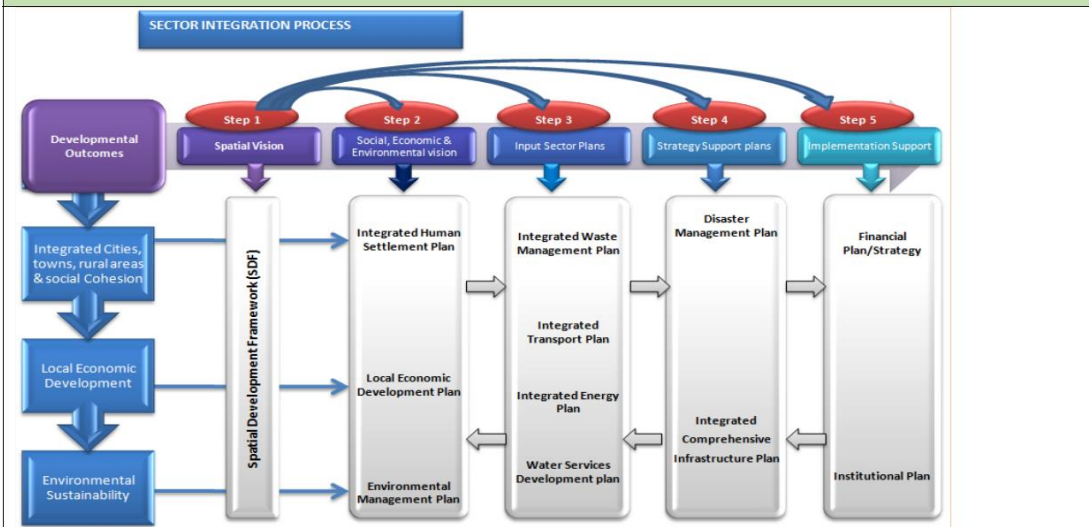 SECTOR INTEGRATION PROCESS
Developmental
Outcomes
Step 1
Spatial Vision
Step 2
Social, Economic &
Environmental vision
Step 3
Input Sector Plans
Step 4
Strategy Support plans
Step 5
Implementation Support
Integrated Cities,
towns, rural areas
& social Cohesion
Local Economic
Development
Environmental
Sustainability
Spatial Development Framework (SDF)
Integrated Human
Settlement Plan
Local Economic
Development Plan
Environmental
Management Plan
Integrated Waste
Management Plan
Integrated
Transport Plan
Integrated Energy
Plan
Water Services
Development plan
Disaster
Management Plan
Integrated
Comprehensive
Infrastructure Plan
Financial
Plan/Strategy
Institutional Plan